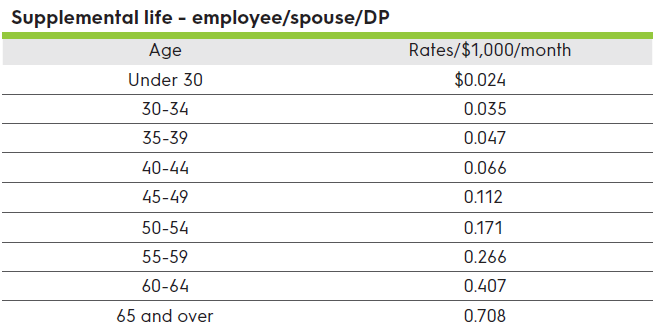 Supplemental life - employee/spouse/DP
Age Rates/$1,000/month
Under 30 $0.024
30-34 0.035
35-39 0.047
40-44 0.066
45-49 0.112
50-54 0.171
55-59 0.266
60-64 0.407
65 and over 0.708